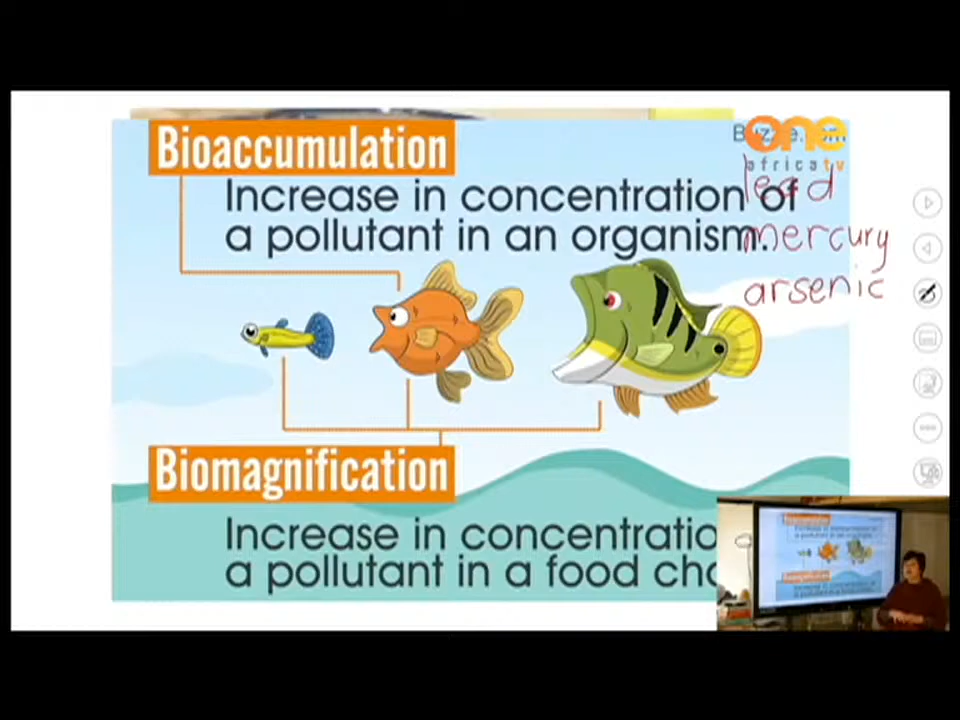 Bioaccumulation
Increase in concentration of
a pollutant in an organism.
one
africatv
lead
mercury
arsenic
Biomagnification
Increase in concentratio
a pollutant in a food cha